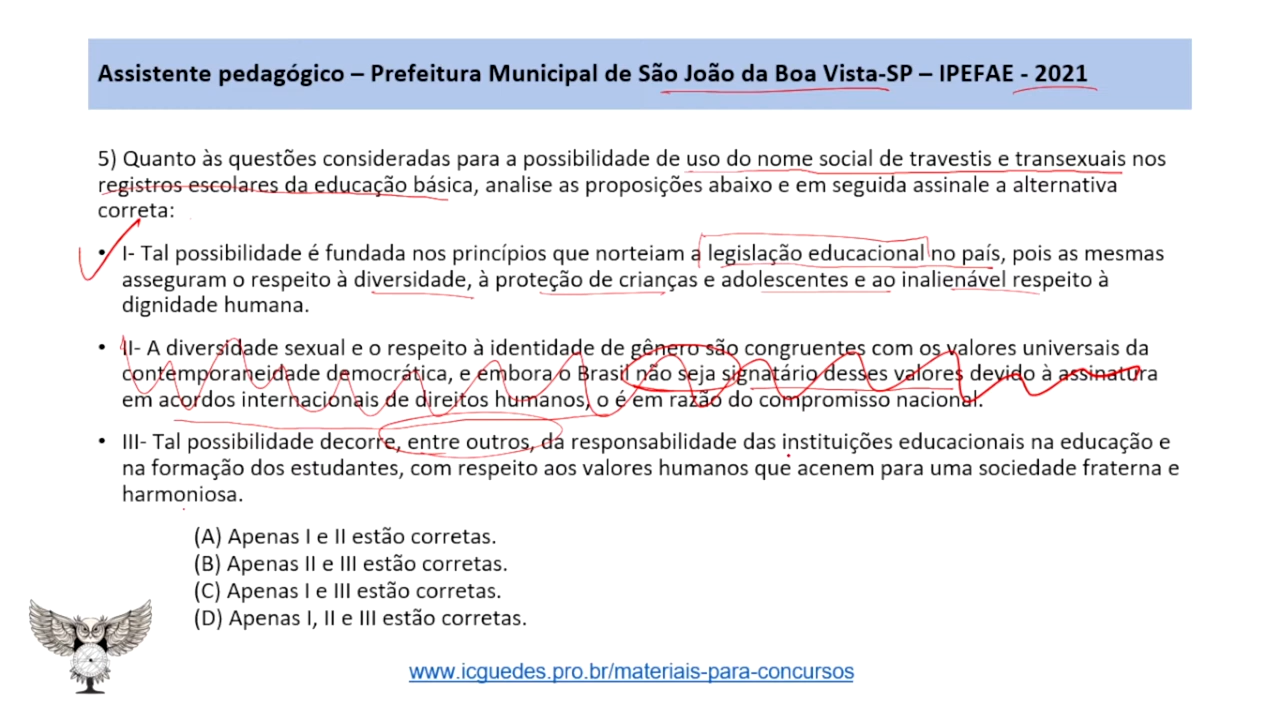 Assistente pedagógico – Prefeitura Municipal de São João da Boa Vista-SP – IPEFAE - 2021
5) Quanto às questões consideradas para a possibilidade de uso do nome social de travestis e transexuais nos
registros escolares da educação básica, analise as proposições abaixo e em seguida assinale a alternativa
correta:
• I- Tal possibilidade é fundada nos princípios que norteiam a legislação educacional no país, pois as mesmas
asseguram o respeito à diversidade, à proteção de crianças e adolescentes e ao inalienável respeito à
dignidade humana.
• II- A diversidade sexual e o respeito à identidade de gênero são congruentes com os valores universais da
contemporaneidade democrática, e embora o Brasil não seja signatário desses valores devido à assinatura
em acordos internacionais de direitos humanos, o é em razão do compromisso nacional.
• III- Tal possibilidade decorre, entre outros, da responsabilidade das instituições educacionais na educação e
na formação dos estudantes, com respeito aos valores humanos que acenem para uma sociedade fraterna e
harmoniosa.
(A) Apenas I e II estão corretas.
(B) Apenas II e III estão corretas.
(C) Apenas I e III estão corretas.
(D) Apenas I, II e III estão corretas.
www.icguedes.pro.br/materiais-para-concursos